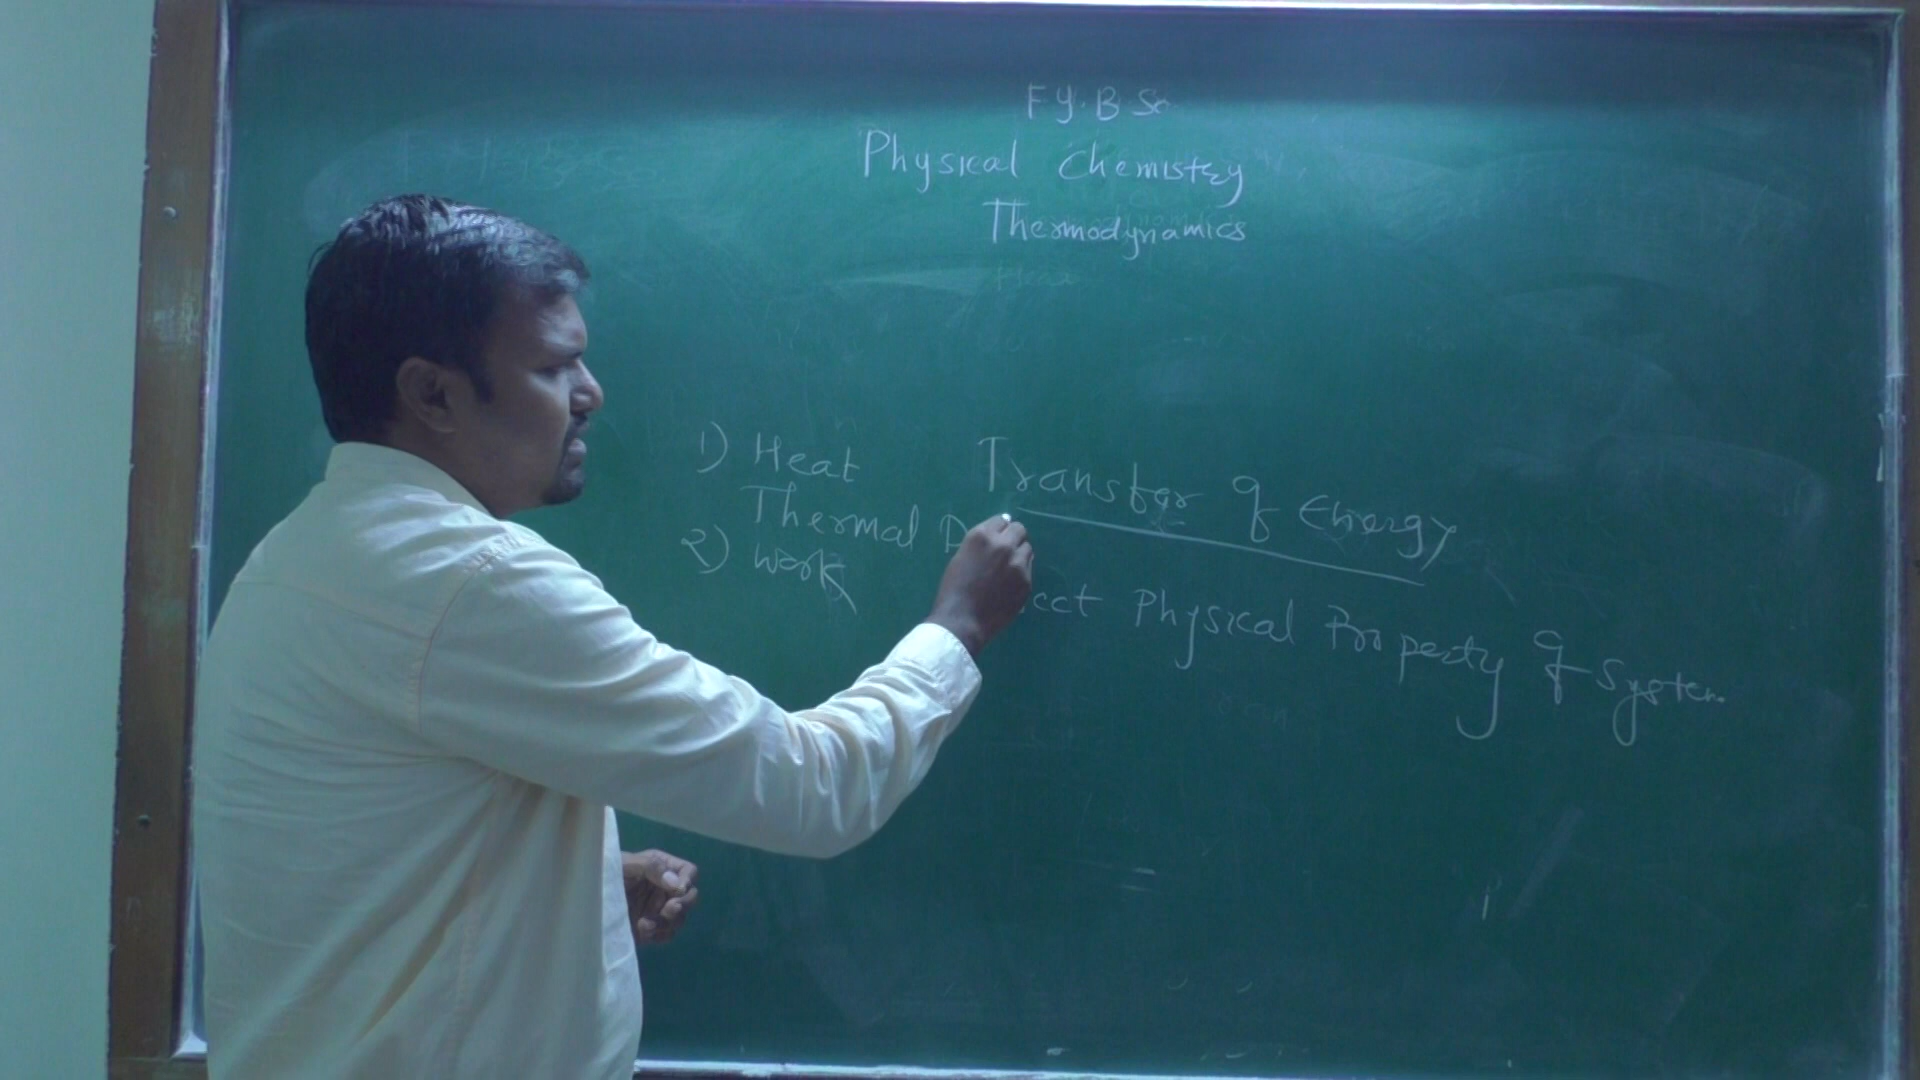 F.Y.B Sc
Physical Chemistry
Thermodynamics
1) Heat Transfer of Energy
Thermal D
2) Work
Physical Property of System